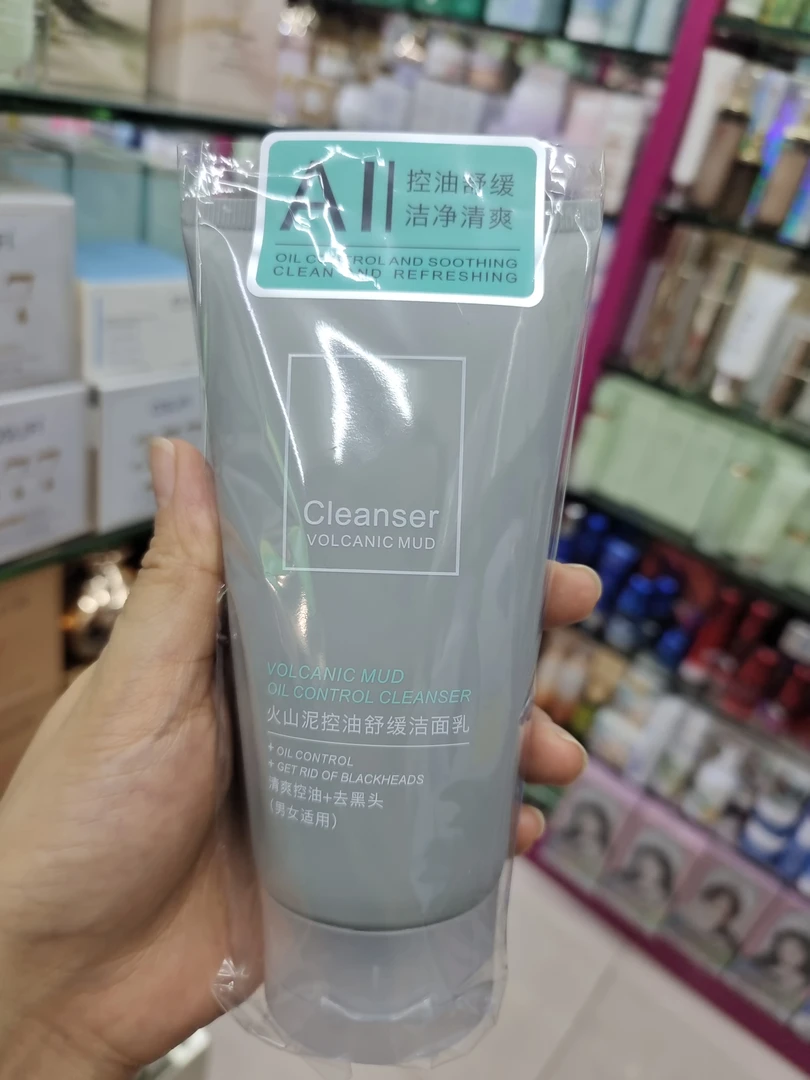 All
控油舒缓
洁净清爽
OIL CONTROLAND SOOTHING
CLEAN AND REFRESHING
Cleanser
VOLCANIC MUD
VOLCANIC MUD
OIL CONTROL CLEANSER
火山泥控油舒缓洁面乳
+ OIL CONTROL
+ GET RID OF BLACKHEADS
清爽控油+去黑头
(男女适用)